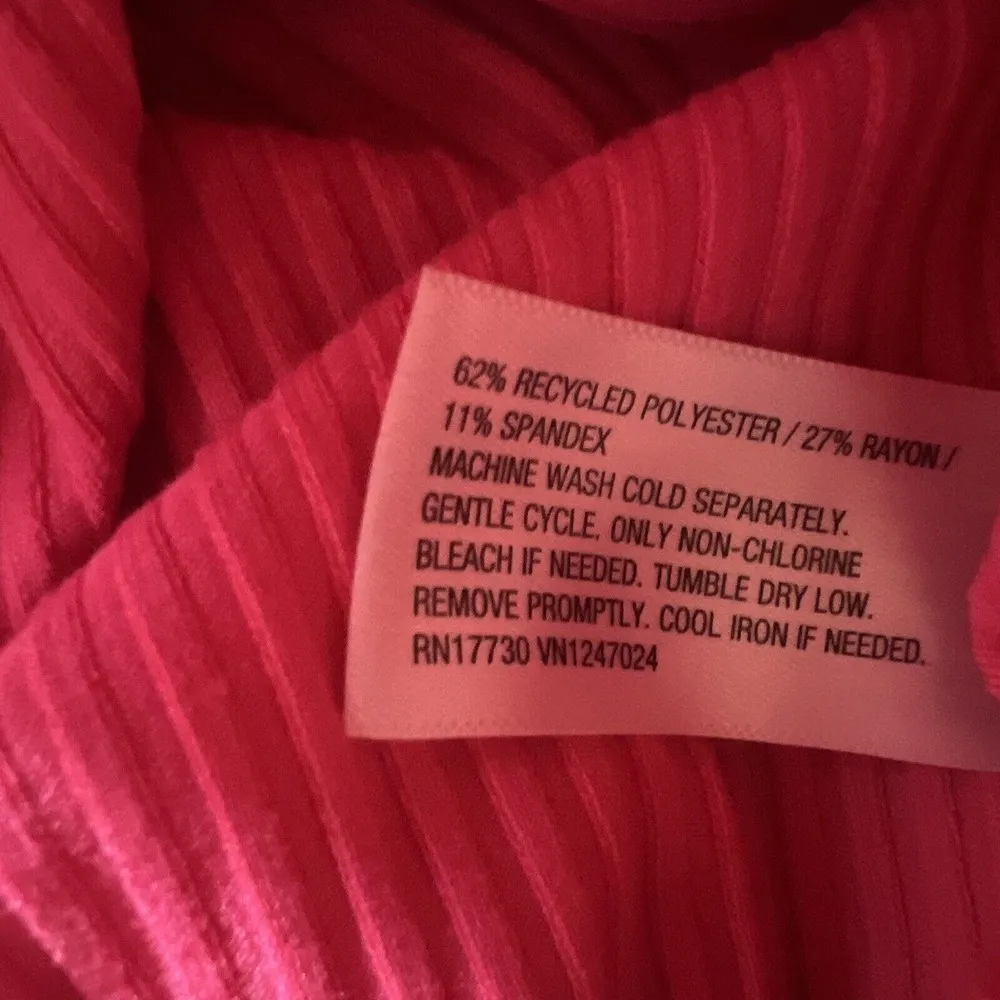 62% RECYCLED POLYESTER / 27% RAYON /
11% SPANDEX
MACHINE WASH COLD SEPARATELY.
GENTLE CYCLE, ONLY NON-CHLORINE
BLEACH IF NEEDED. TUMBLE DRY LOW.
REMOVE PROMPTLY. COOL IRON IF NEEDED.
RN17730 VN1247024